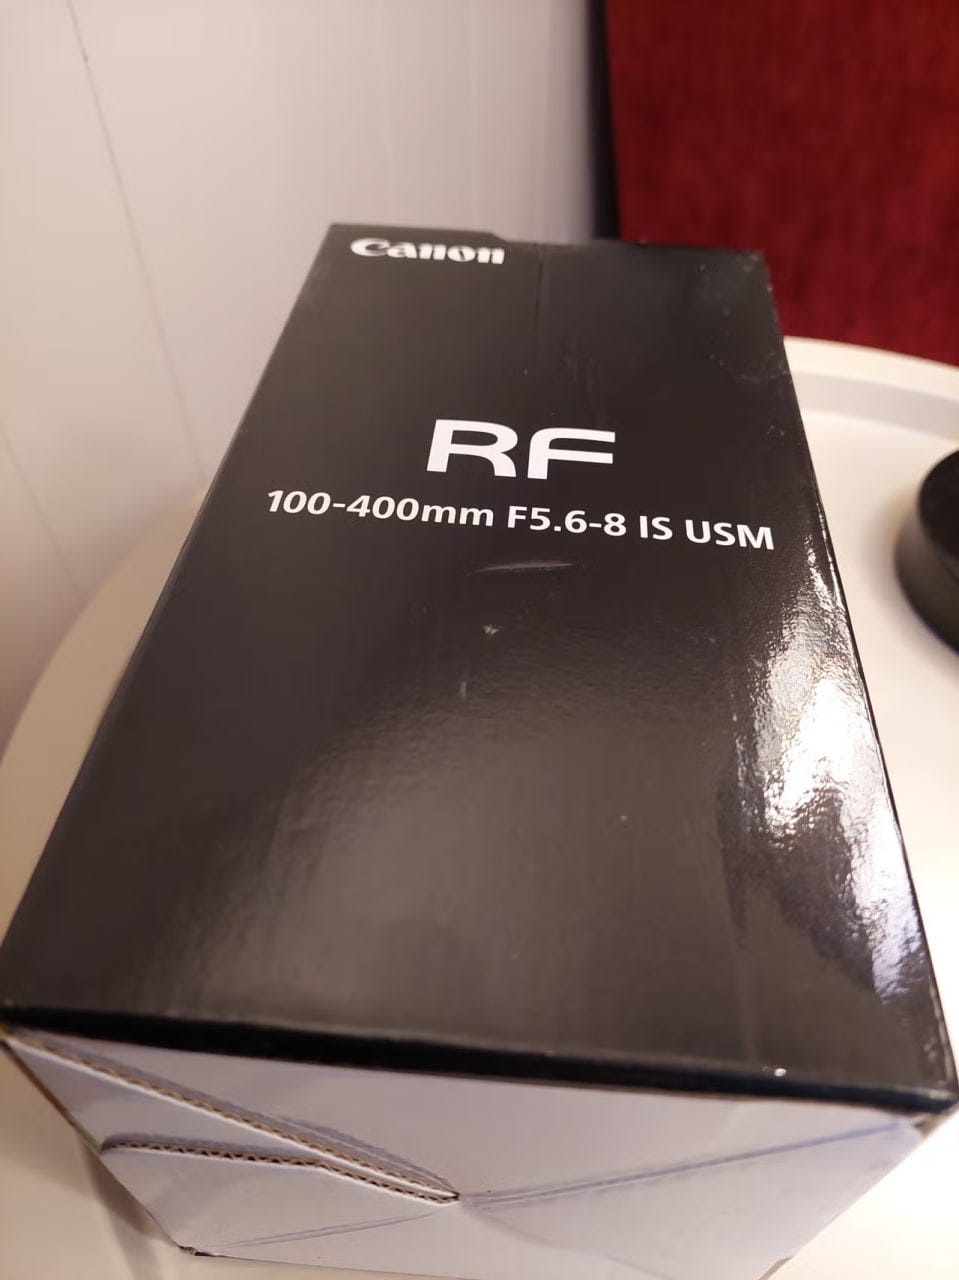 Canon
RF
100-400mm F5.6-8 IS USM